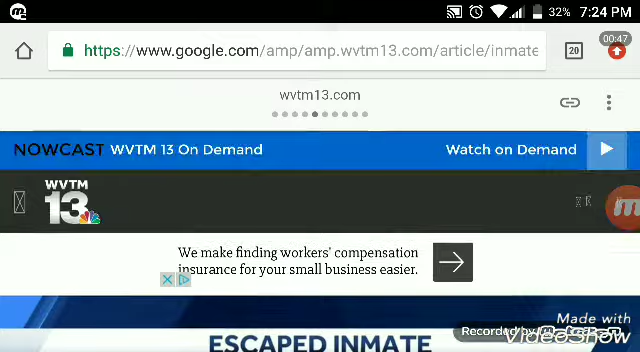 32% 7:24 PM
https://www.google.com/amp/amp.wvtm13.com/article/inmate
20
00:47
wvtm13.com
NOWCAST WVTM 13 On Demand
Watch on Demand
WVTM
13
We make finding workers' compensation
insurance for your small business easier.
ESCAPED INMATE
Made with
Recorded by
VideoShow